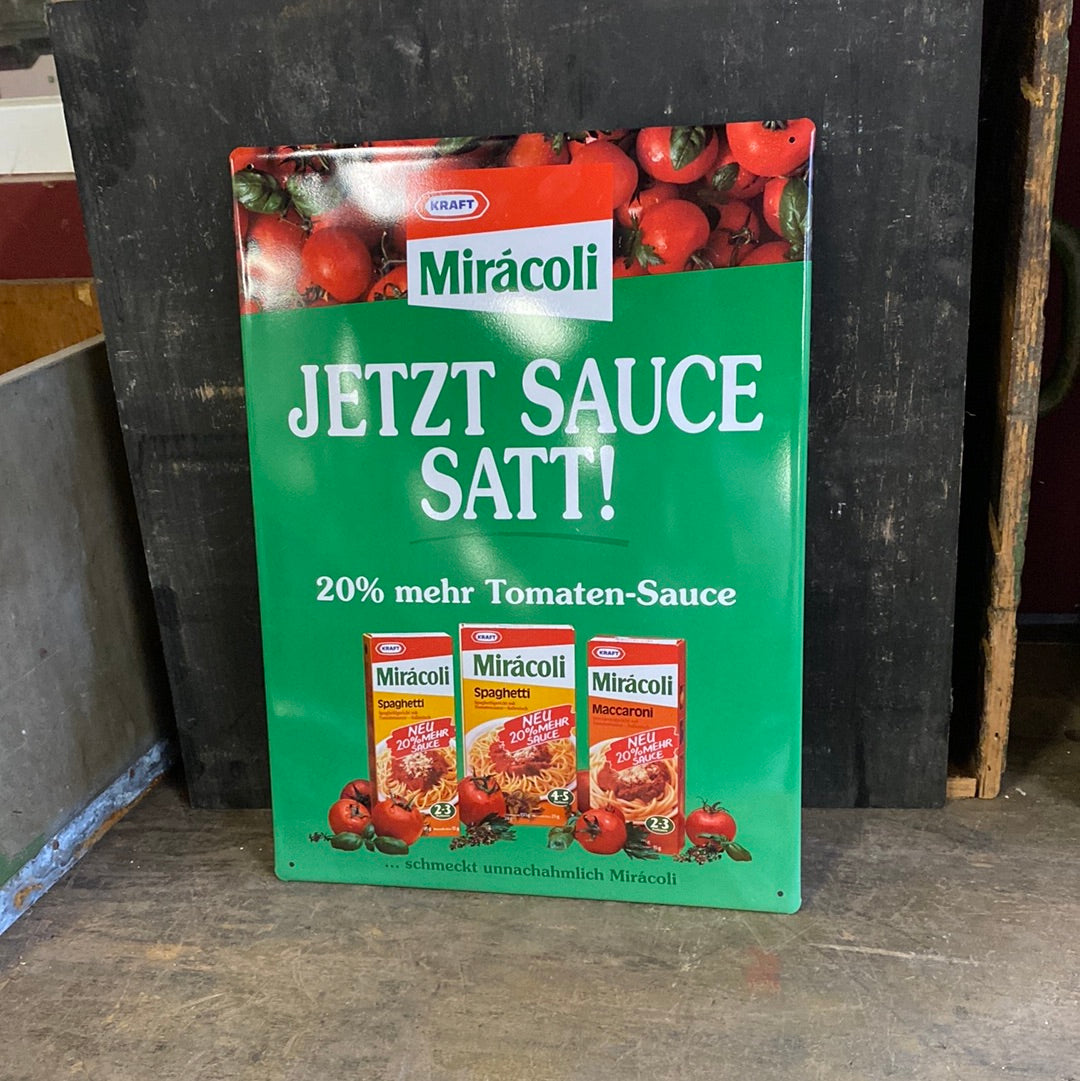 KRAFT
Mirácoli
JETZT SAUCE
SATT!
20% mehr Tomaten-Sauce
KRAFT
Mirácoli
Spaghetti
NEU
20% MEHR
SAUCE
2-3
KRAFT
Mirácoli
Spaghetti
NEU
20% MEHR
SAUCE
4-5
KRAFT
Mirácoli
Maccaroni
NEU
20% MEHR
SAUCE
2-3
... schmeckt unnachahmlich Mirácoli